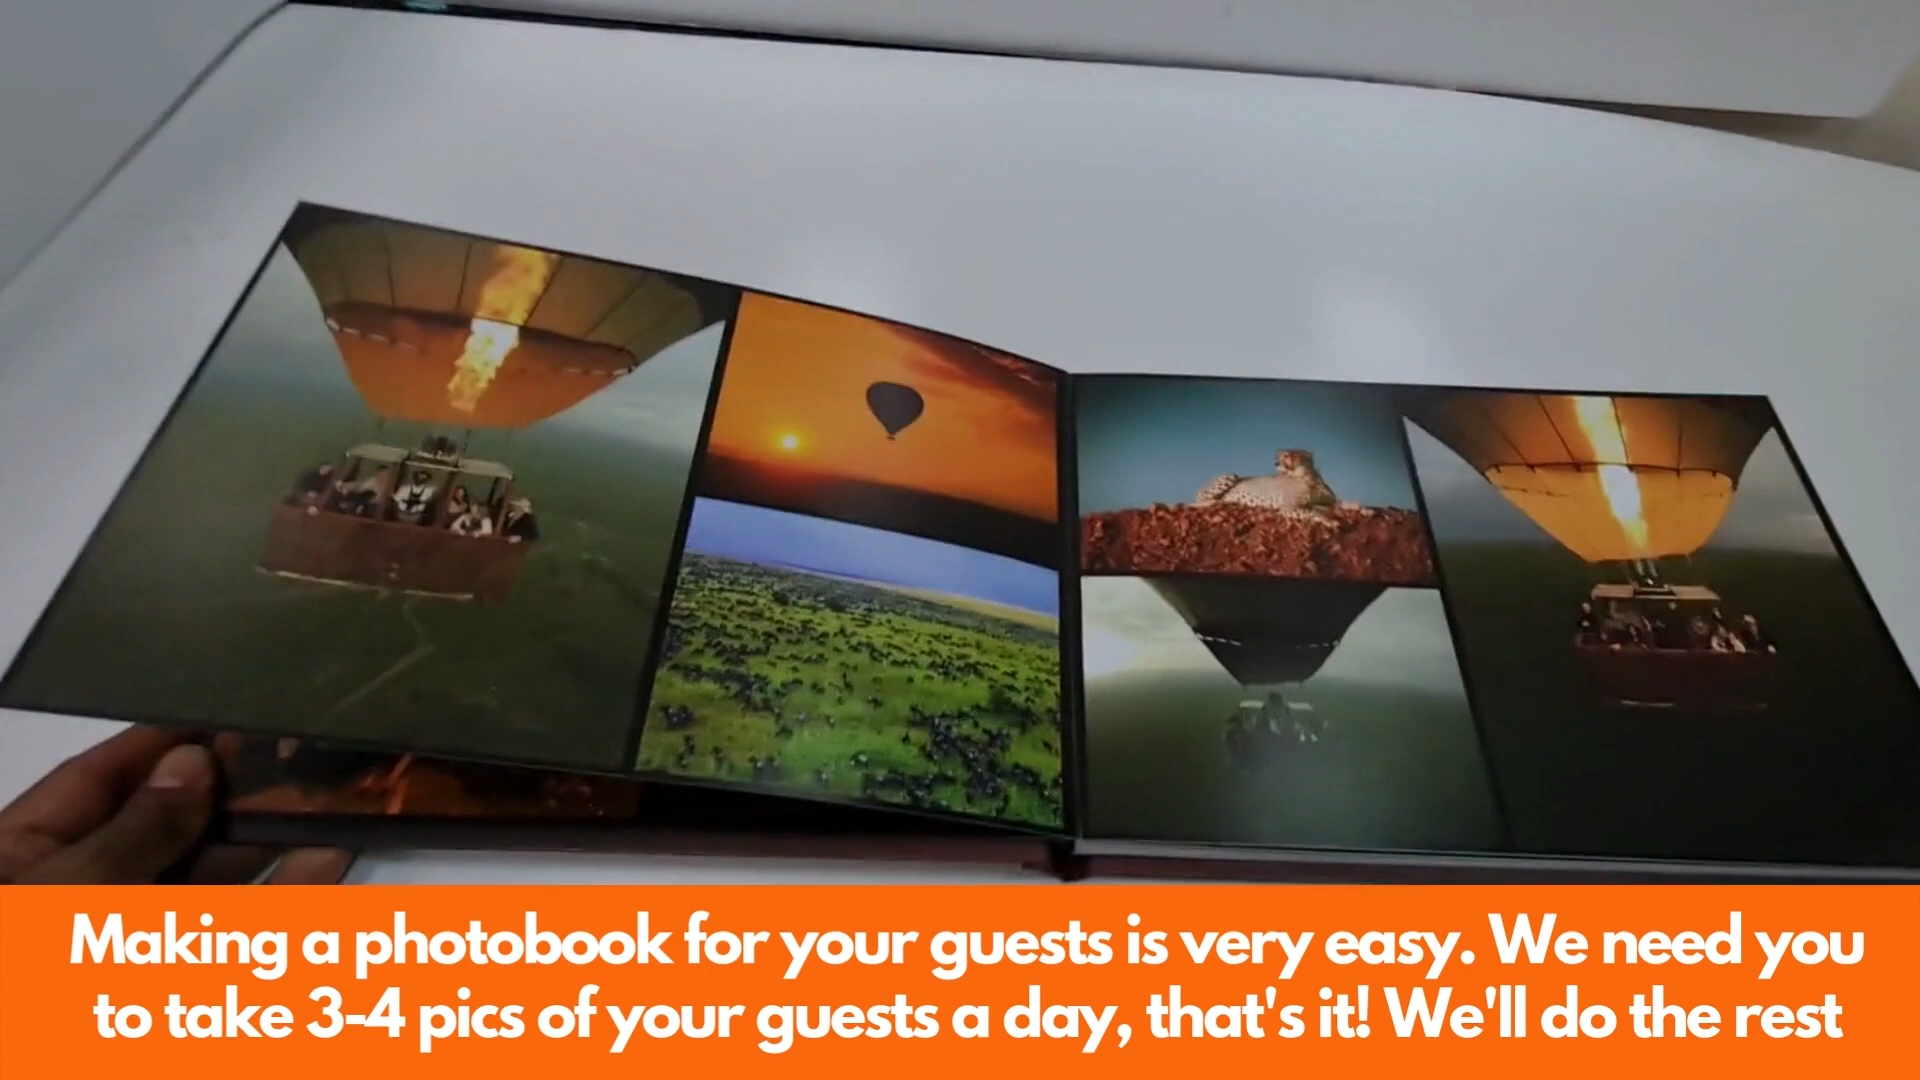 Making a photobook for your guests is very easy. We need you
to take 3-4 pics of your guests a day, that's it! We'll do the rest